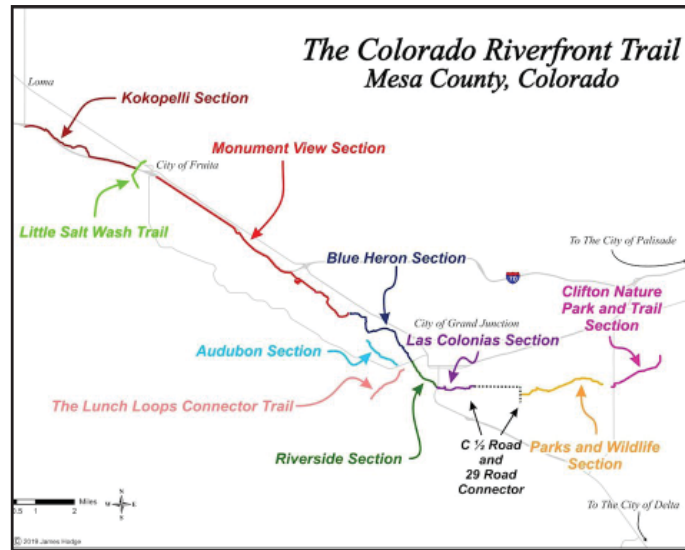 The Colorado Riverfront Trail
Mesa County, Colorado
Loma
Kokopelli Section
Monument View Section
City of Fruita
Little Salt Wash Trail
To The City of Palisade
Blue Heron Section
70
Clifton Nature
Park and Trail
Section
City of Grand Junction
Las Colonias Section
Audubon Section
The Lunch Loops Connector Trail
C ½ Road
and
29 Road
Connector
Parks and Wildlife
Section
Riverside Section
To The City of Delta
Miles
0.5 1 2
N
W E
S
© 2019 James Hodge